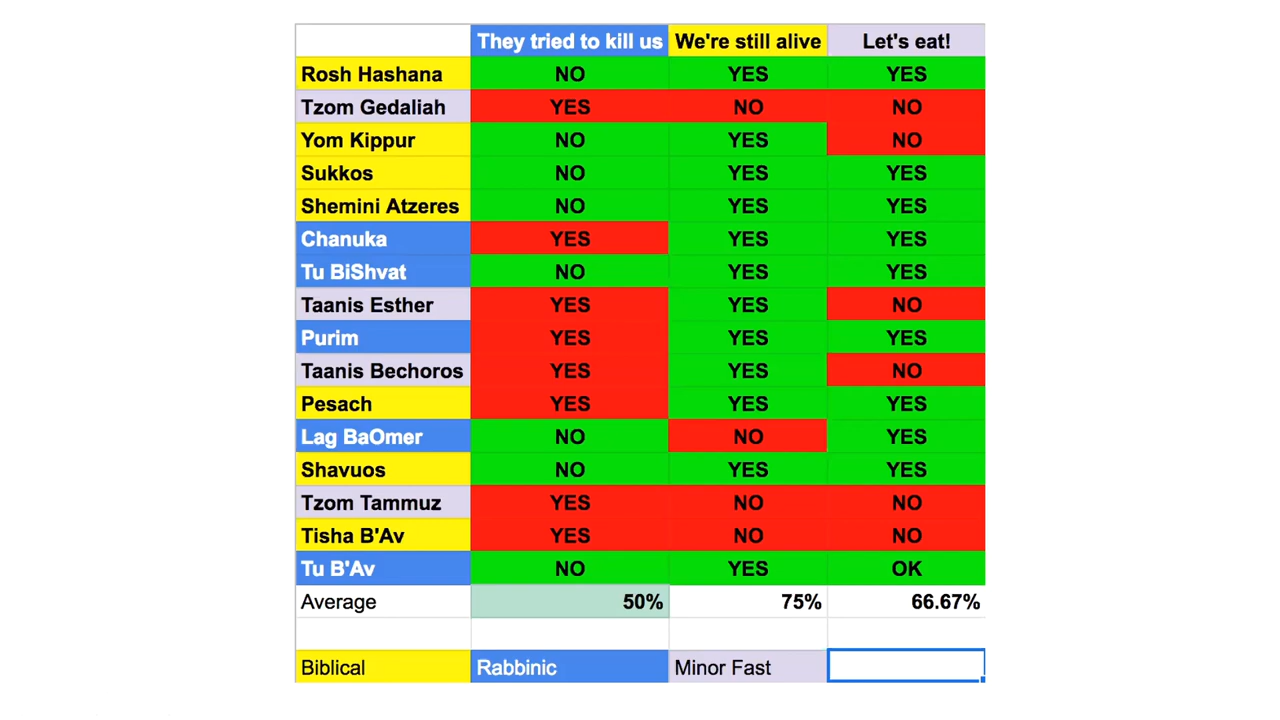 They tried to kill us We're still alive Let's eat!
Rosh Hashana NO YES YES
Tzom Gedaliah YES NO NO
Yom Kippur NO YES NO
Sukkos NO YES YES
Shemini Atzeres NO YES YES
Chanuka YES YES YES
Tu BiShvat NO YES YES
Taanis Esther YES YES NO
Purim YES YES YES
Taanis Bechoros YES YES NO
Pesach YES YES YES
Lag BaOmer NO NO YES
Shavuos NO YES YES
Tzom Tammuz YES NO NO
Tisha B'Av YES NO NO
Tu B'Av NO YES OK
Average 50% 75% 66.67%
Biblical Rabbinic Minor Fast